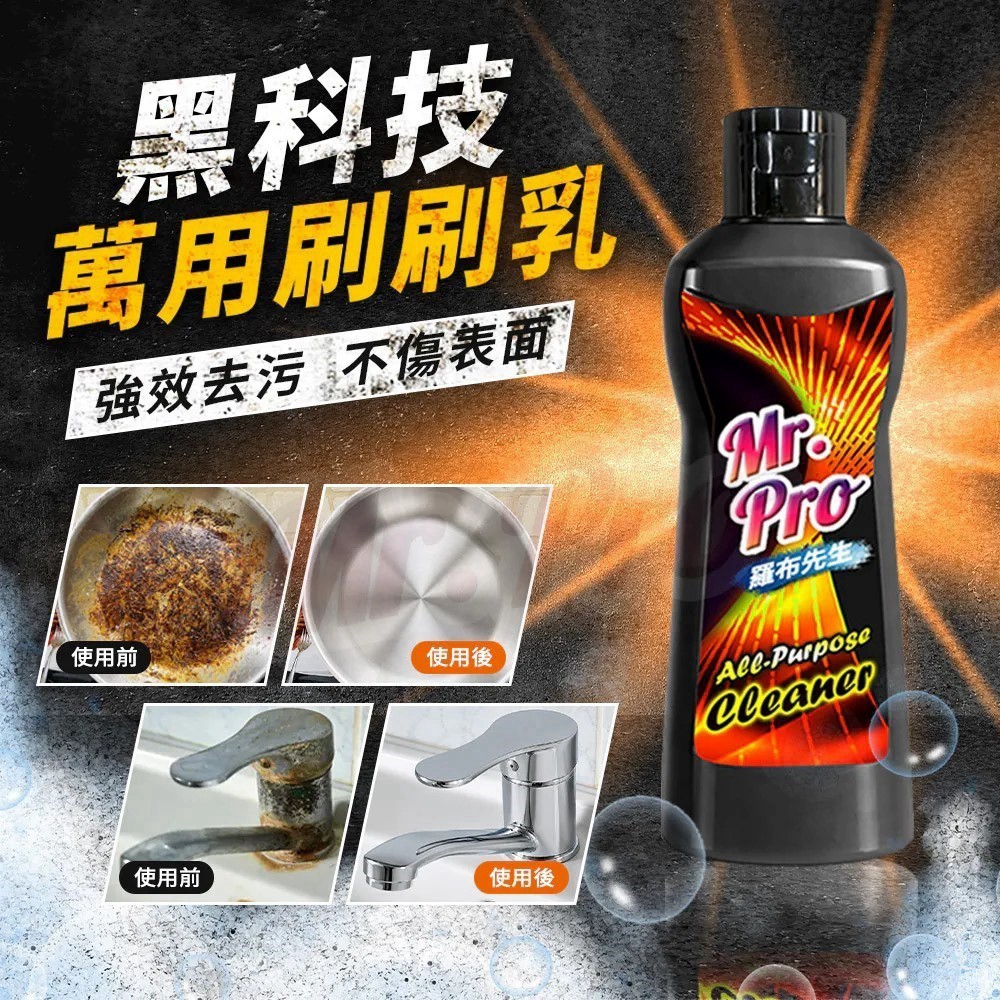 黑科技
萬用刷刷乳
強效去污 不傷表面
Mr.
Pro
羅布先生
All-Purpose
Cleaner
使用前
使用後
使用前
使用後